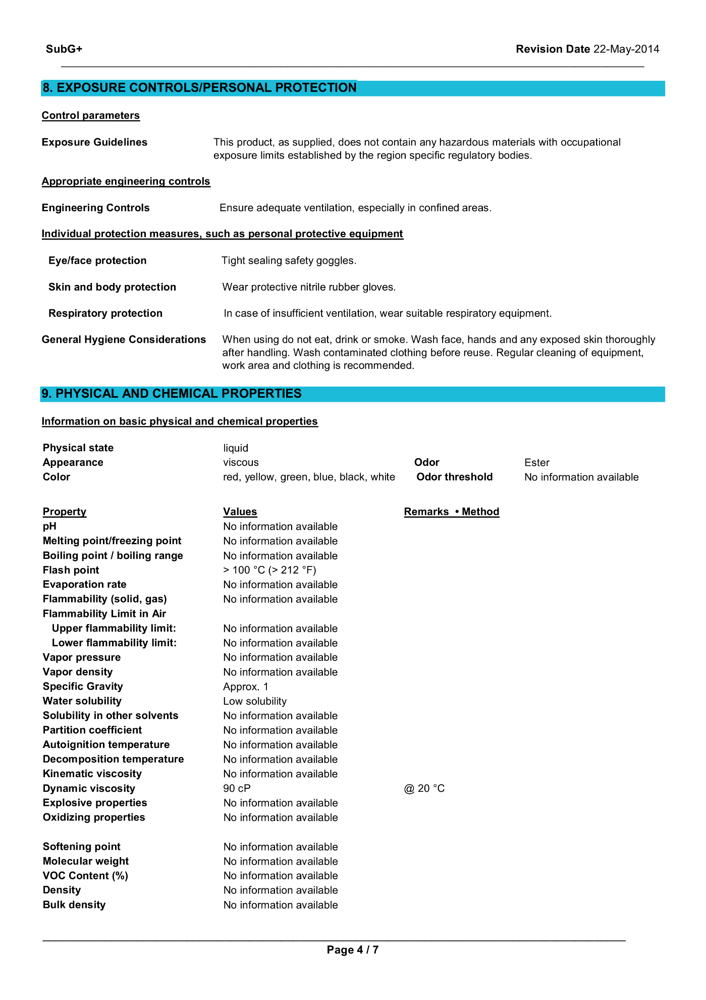 SubG+ Revision Date 22-May-2014
8. EXPOSURE CONTROLS/PERSONAL PROTECTION
Control parameters
Exposure Guidelines This product, as supplied, does not contain any hazardous materials with occupational
exposure limits established by the region specific regulatory bodies.
Appropriate engineering controls
Engineering Controls Ensure adequate ventilation, especially in confined areas.
Individual protection measures, such as personal protective equipment
Eye/face protection Tight sealing safety goggles.
Skin and body protection Wear protective nitrile rubber gloves.
Respiratory protection In case of insufficient ventilation, wear suitable respiratory equipment.
General Hygiene Considerations When using do not eat, drink or smoke. Wash face, hands and any exposed skin thoroughly
after handling. Wash contaminated clothing before reuse. Regular cleaning of equipment,
work area and clothing is recommended.
9. PHYSICAL AND CHEMICAL PROPERTIES
Information on basic physical and chemical properties
Physical state liquid
Appearance viscous Odor Ester
Color red, yellow, green, blue, black, white Odor threshold No information available
Property Values Remarks • Method
pH No information available
Melting point/freezing point No information available
Boiling point / boiling range No information available
Flash point > 100 °C (> 212 °F)
Evaporation rate No information available
Flammability (solid, gas) No information available
Flammability Limit in Air
Upper flammability limit: No information available
Lower flammability limit: No information available
Vapor pressure No information available
Vapor density No information available
Specific Gravity Approx. 1
Water solubility Low solubility
Solubility in other solvents No information available
Partition coefficient No information available
Autoignition temperature No information available
Decomposition temperature No information available
Kinematic viscosity No information available
Dynamic viscosity 90 cP @ 20 °C
Explosive properties No information available
Oxidizing properties No information available
Softening point No information available
Molecular weight No information available
VOC Content (%) No information available
Density No information available
Bulk density No information available
Page 4 / 7